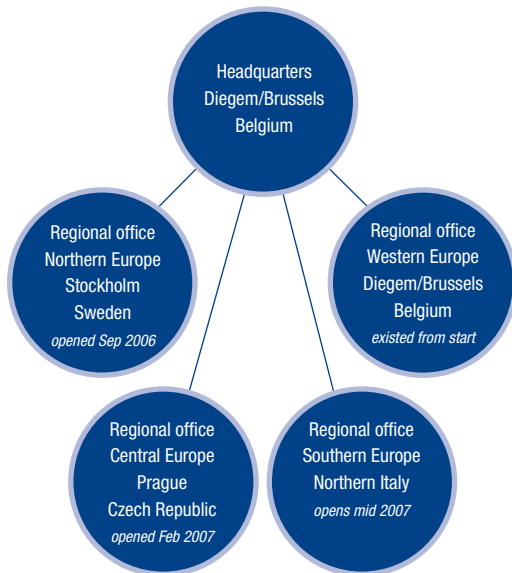 Headquarters
Diegem/Brussels
Belgium
Regional office
Northern Europe
Stockholm
Sweden
opened Sep 2006
Regional office
Western Europe
Diegem/Brussels
Belgium
existed from start
Regional office
Central Europe
Prague
Czech Republic
opened Feb 2007
Regional office
Southern Europe
Northern Italy
opens mid 2007